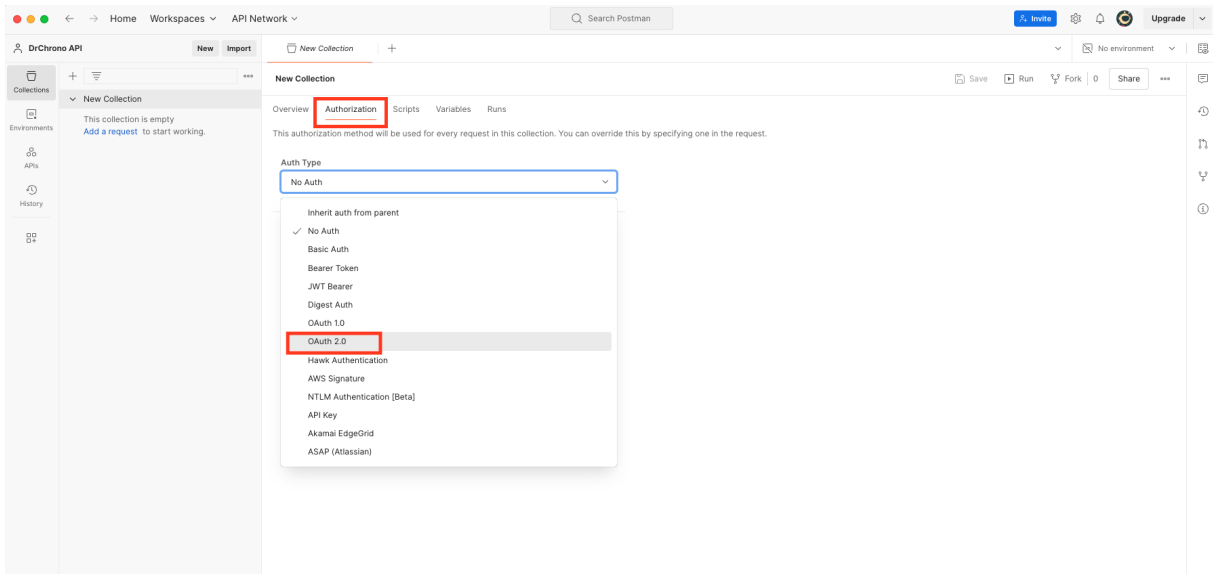 Home Workspaces API Network Search Postman Invite Upgrade
DrChrono API New Import New Collection No environment
Collections
Environments
APIs
History
New Collection
This collection is empty
Add a request to start working.
New Collection Save Run Fork 0 Share
Overview Authorization Scripts Variables Runs
This authorization method will be used for every request in this collection. You can override this by specifying one in the request.
Auth Type
No Auth
Inherit auth from parent
No Auth
Basic Auth
Bearer Token
JWT Bearer
Digest Auth
OAuth 1.0
OAuth 2.0
Hawk Authentication
AWS Signature
NTLM Authentication [Beta]
API Key
Akamai EdgeGrid
ASAP (Atlassian)